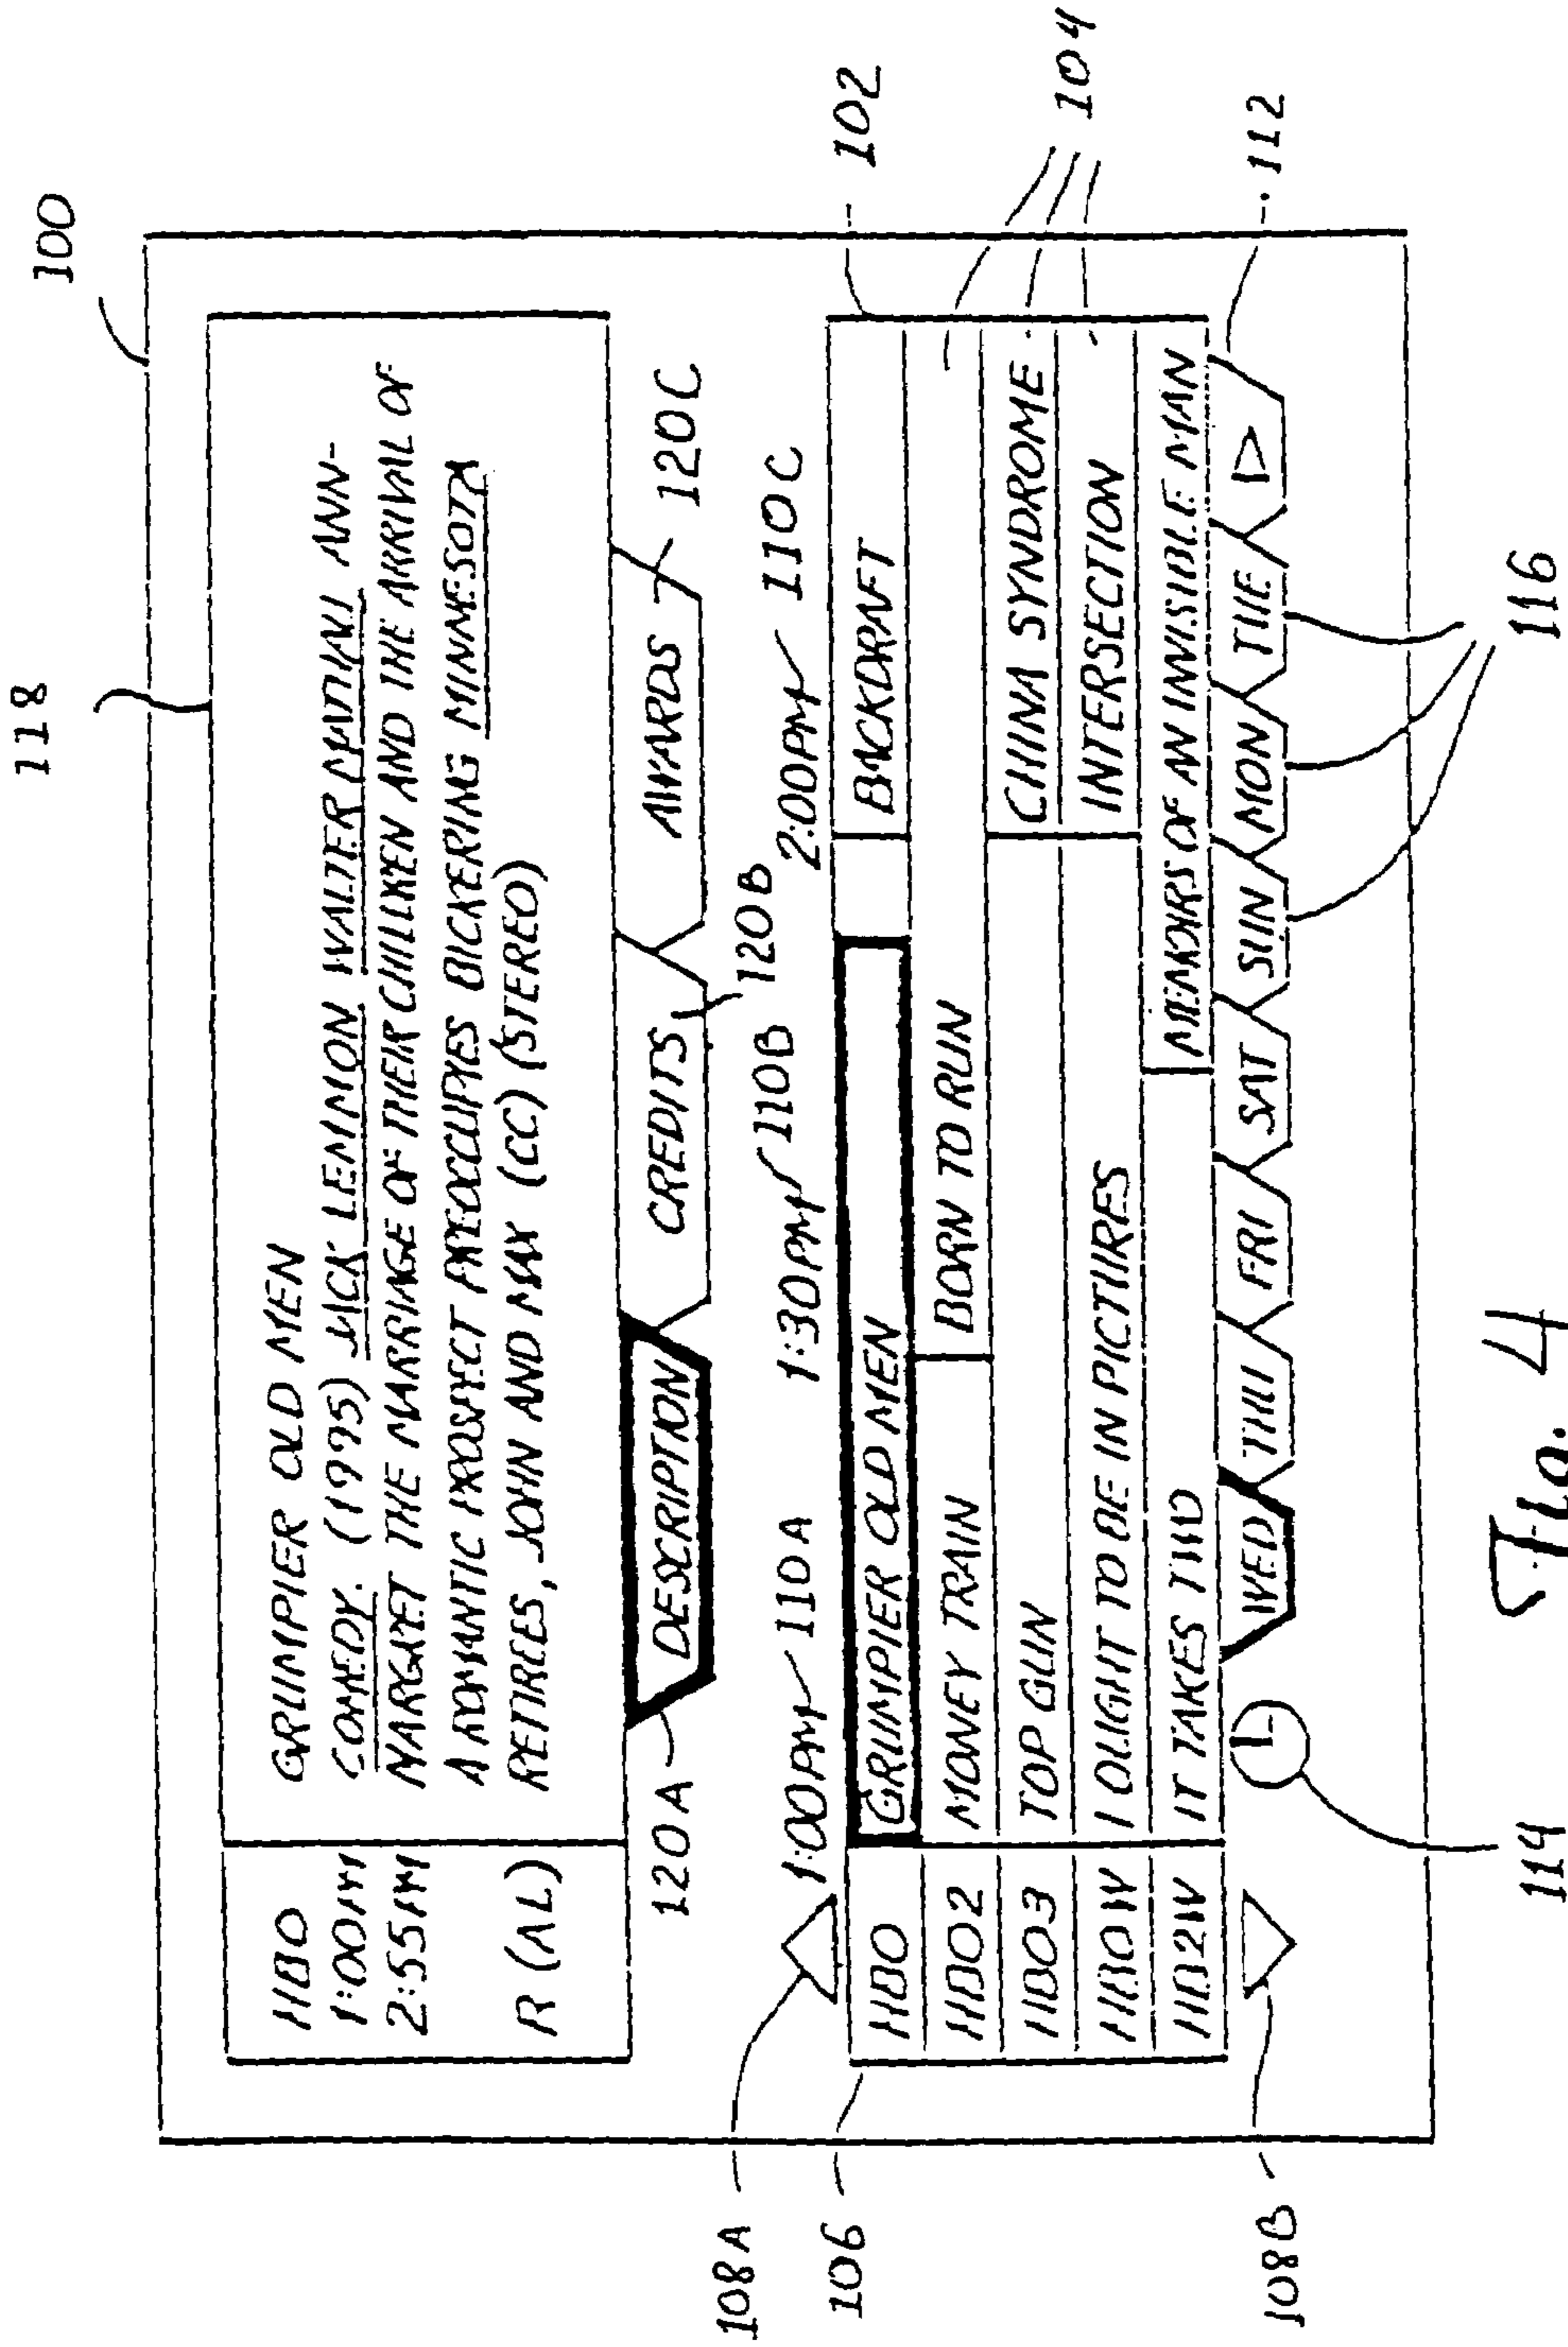 118
100
HBO
1:00PM
2:55PM
R (AL)
GRUMPIER OLD MEN
COMEDY. (1995) JACK LEMMON WALTER MATTHAU ANN-
MARGRET THE MARRIAGE OF THEIR CHILDREN AND THE ARRIVAL OF
A ROMANTIC PROSPECT PREOCCUPIES BICKERING MINNESOTA
RETIREES, JOHN AND MAX (CC) (STEREO)
120A DESCRIPTION CREDITS 120B AWARDS 120C
108A 1:00PM 110A 1:30PM 110B 2:00PM 110C
106 102
HBO GRUMPIER OLD MEN BACKDRAFT
HBO2 MONEY TRAIN BORN TO RUN
HBO3 TOP GUN CHINA SYNDROME 104
HBOW I OUGHT TO BE IN PICTURES INTERSECTION
HB2W IT TAKES TWO MEMOIRS OF AN INVISIBLE MAN
108B WED THU FRI SAT SUN MON TUE 112
114 116
Fig. 4